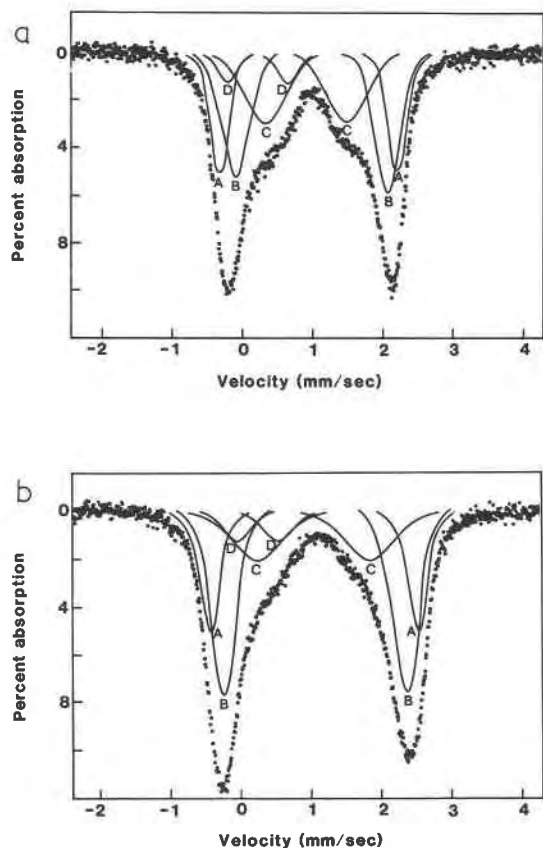 a
Percent absorption
0
4
8
D
D
C
C
A
B
B
A
-2
-1
0
1
2
3
4
Velocity (mm/sec)
b
Percent absorption
0
4
8
D
D
C
C
A
A
B
B
-2
-1
0
1
2
3
4
Velocity (mm/sec)